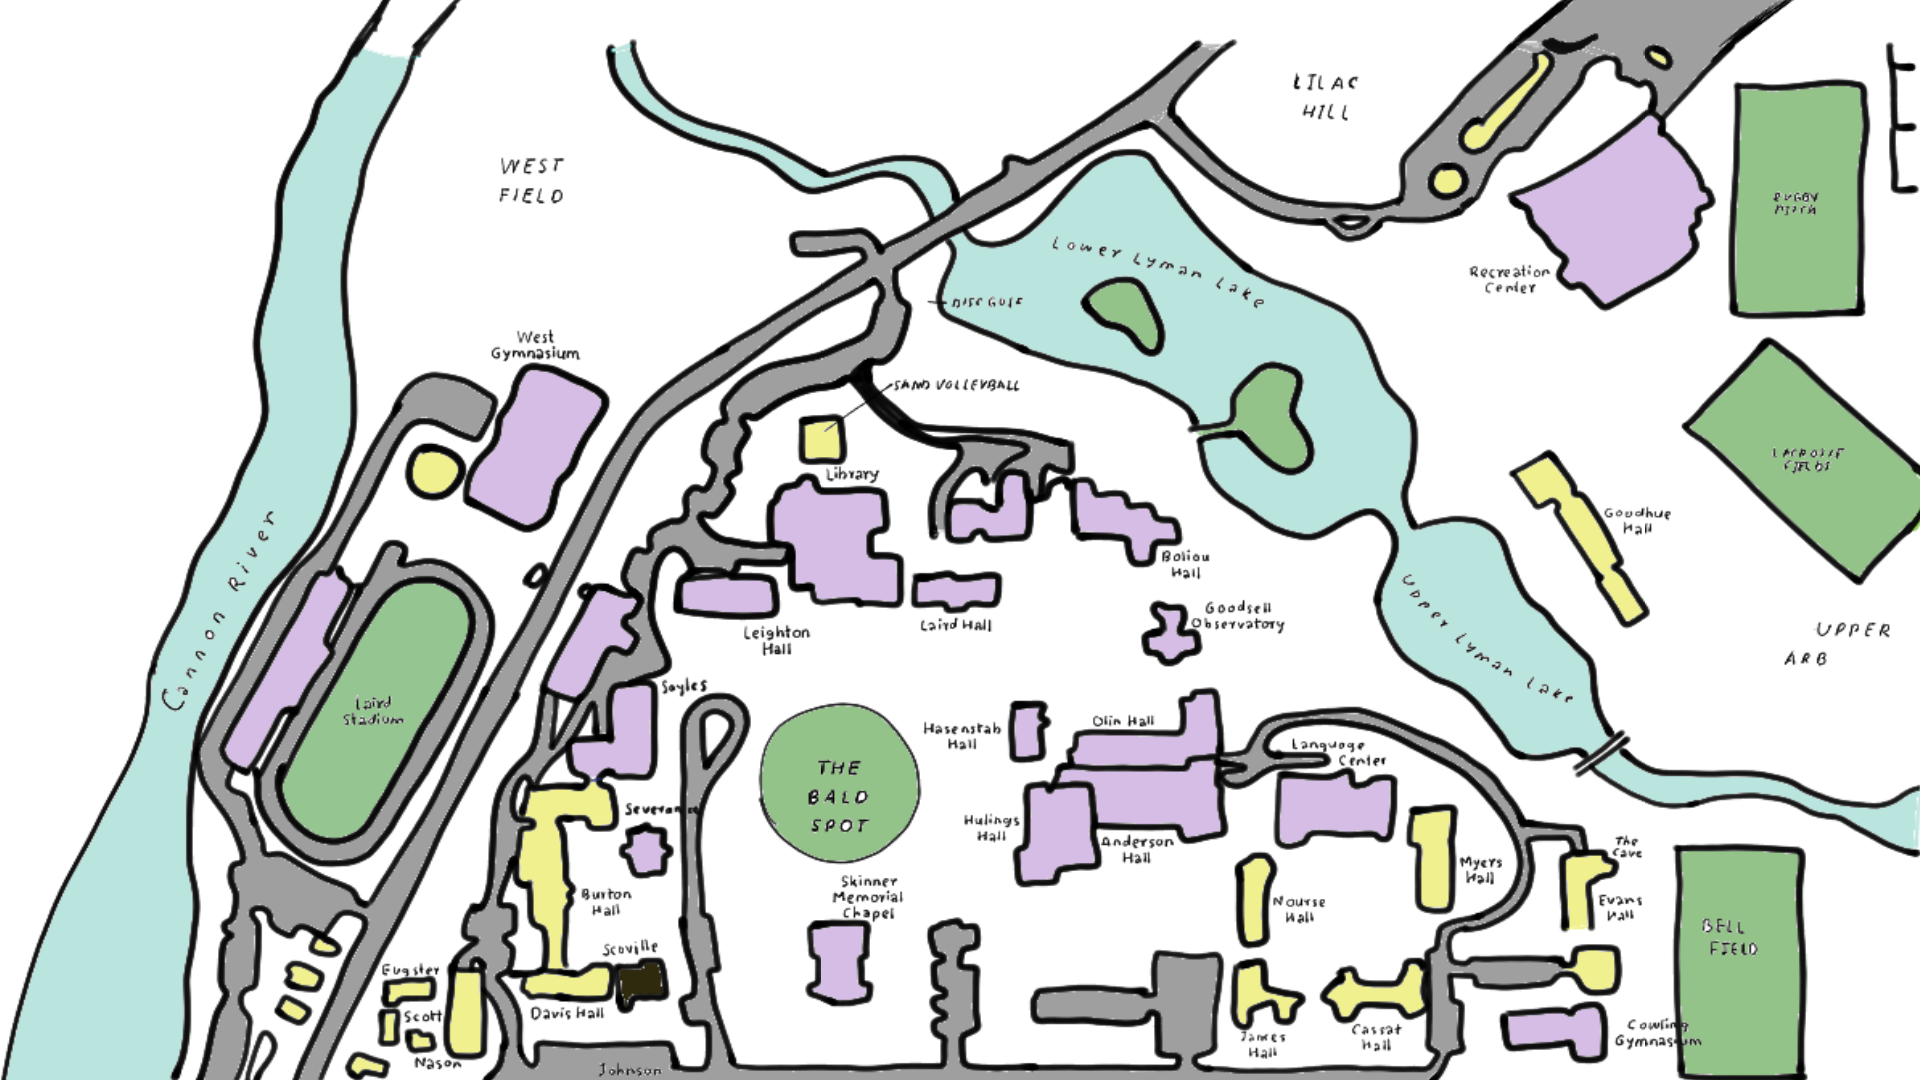 LILAC
HILL
WEST
FIELD
RUGBY
PITCH
Lower Lyman Lake
Recreation
Center
DISC GOLF
West
Gymnasium
SAND VOLLEYBALL
LACROSSE
FIELDS
Library
Goodhue
Hall
Cannon River
Boliou
Hall
Goodsell
Observatory
Laird Hall
Leighton
Hall
Upper Lyman Lake
UPPER
ARB
Sayles
Laird
Stadium
Hasenstab
Hall
Olin Hall
Language
Center
THE
BALD
SPOT
Severance
Hulings
Hall
Anderson
Hall
The
Cave
Myers
Hall
Skinner
Memorial
Chapel
Burton
Hall
Nourse
Hall
Evans
Hall
BELL
FIELD
Scoville
Eugster
Scott
Davis Hall
Nason
James
Hall
Cassat
Hall
Cowling
Gymnasium
Johnson